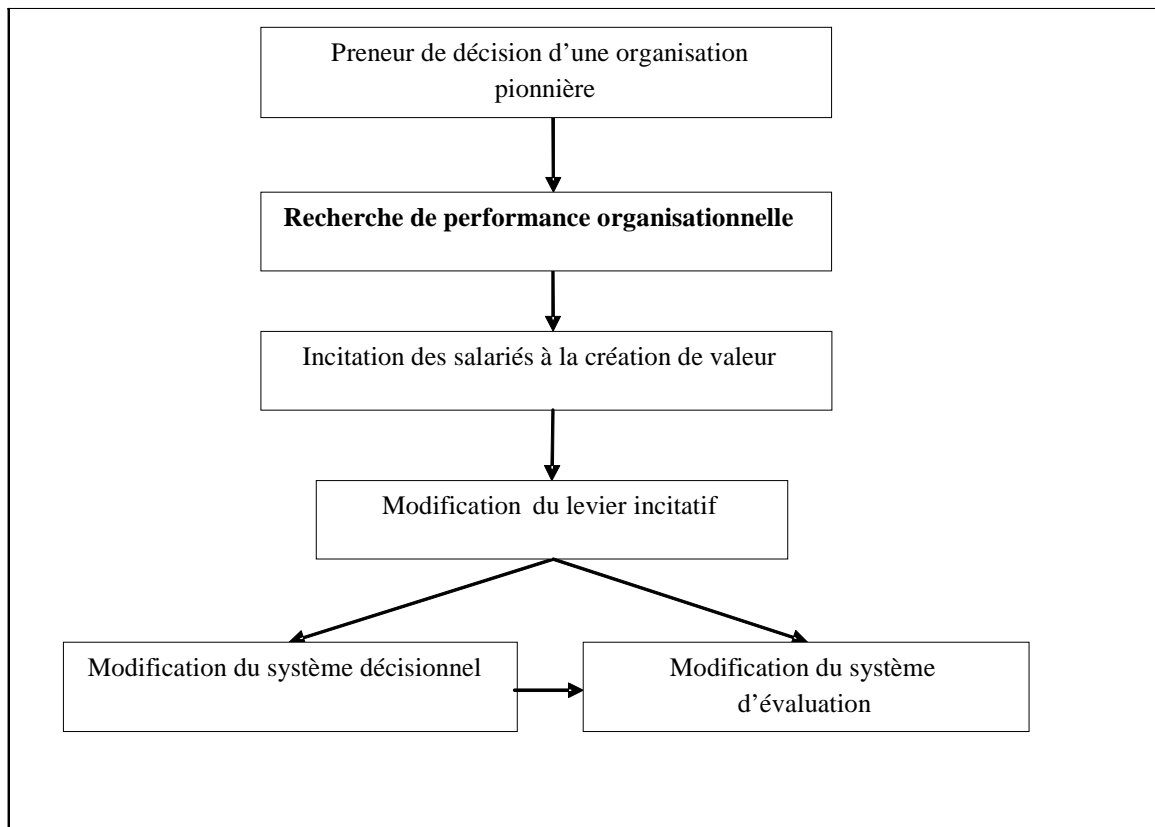 Preneur de décision d’une organisation
pionnière
Recherche de performance organisationnelle
Incitation des salariés à la création de valeur
Modification du levier incitatif
Modification du système décisionnel
Modification du système
d’évaluation